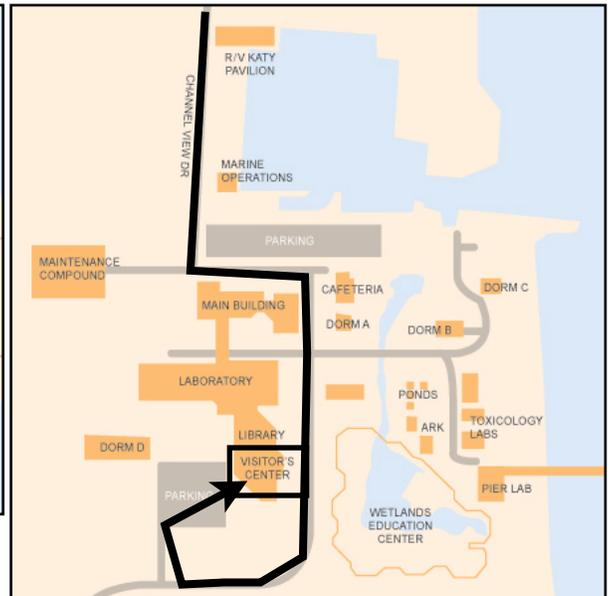 R/V KATY
PAVILION
CHANNEL VIEW DR
MARINE
OPERATIONS
PARKING
MAINTENANCE
COMPOUND
CAFETERIA
DORM C
MAIN BUILDING
DORM A
DORM B
LABORATORY
PONDS
ARK
TOXICOLOGY
LABS
LIBRARY
DORM D
VISITOR'S
CENTER
PARKING
PIER LAB
WETLANDS
EDUCATION
CENTER